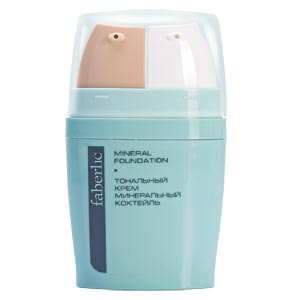 faberlic
MINERAL
FOUNDATION
ТОНАЛЬНЫЙ
КРЕМ
МИНЕРАЛЬНЫЙ
КОКТЕЙЛЬ